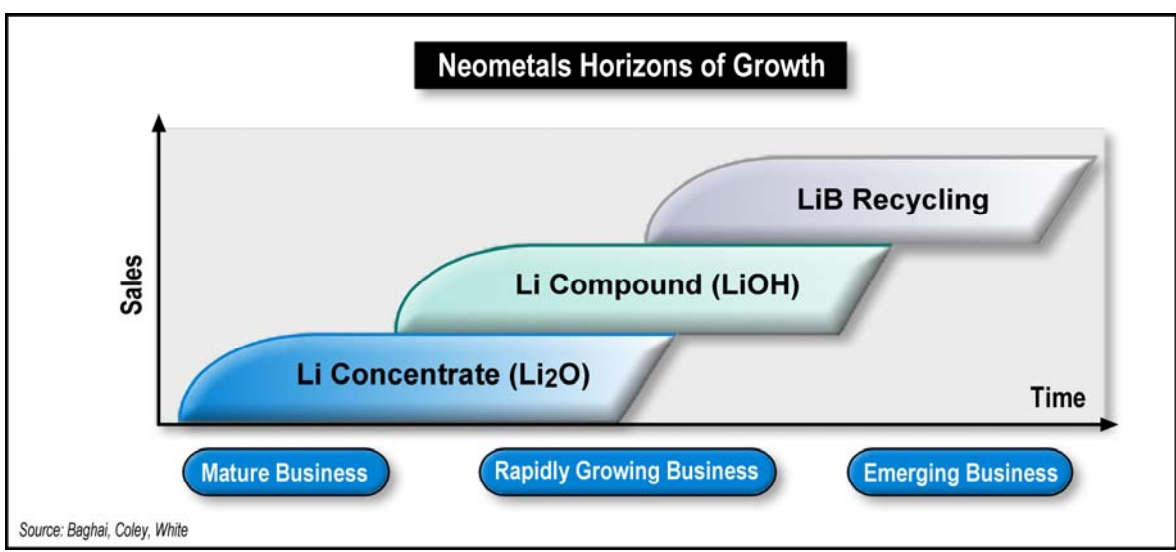 Neometals Horizons of Growth
Sales
LiB Recycling
Li Compound (LiOH)
Li Concentrate (Li2O)
Time
Mature Business
Rapidly Growing Business
Emerging Business
Source: Baghai, Coley, White